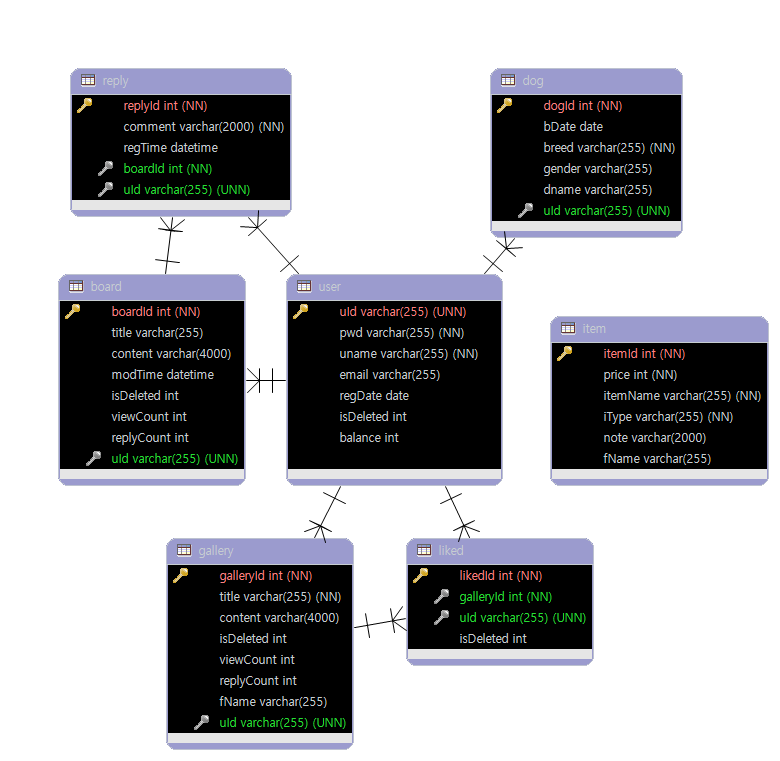 reply
replyId int (NN)
comment varchar(2000) (NN)
regTime datetime
boardId int (NN)
uId varchar(255) (UNN)
dog
dogId int (NN)
bDate date
breed varchar(255) (NN)
gender varchar(255)
dname varchar(255)
uId varchar(255) (UNN)
board
boardId int (NN)
title varchar(255)
content varchar(4000)
modTime datetime
isDeleted int
viewCount int
replyCount int
uId varchar(255) (UNN)
user
uId varchar(255) (UNN)
pwd varchar(255) (NN)
uname varchar(255) (NN)
email varchar(255)
regDate date
isDeleted int
balance int
item
itemId int (NN)
price int (NN)
itemName varchar(255) (NN)
iType varchar(255) (NN)
note varchar(2000)
fName varchar(255)
gallery
galleryId int (NN)
title varchar(255) (NN)
content varchar(4000)
isDeleted int
viewCount int
replyCount int
fName varchar(255)
uId varchar(255) (UNN)
liked
likedId int (NN)
galleryId int (NN)
uId varchar(255) (UNN)
isDeleted int